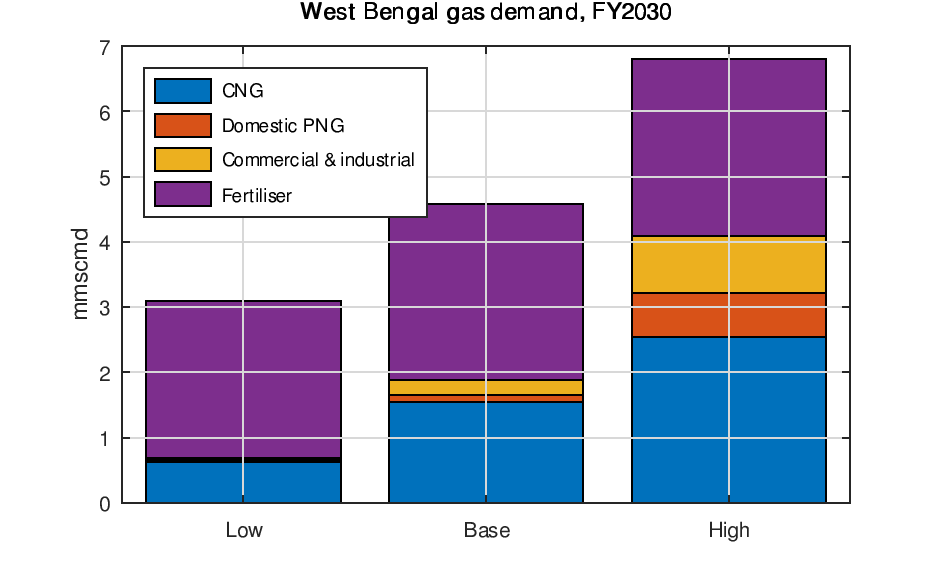 West Bengal gas demand, FY2030
7
6
5
4
3
2
1
0
mmscmd
CNG
Domestic PNG
Commercial & industrial
Fertiliser
Low Base High